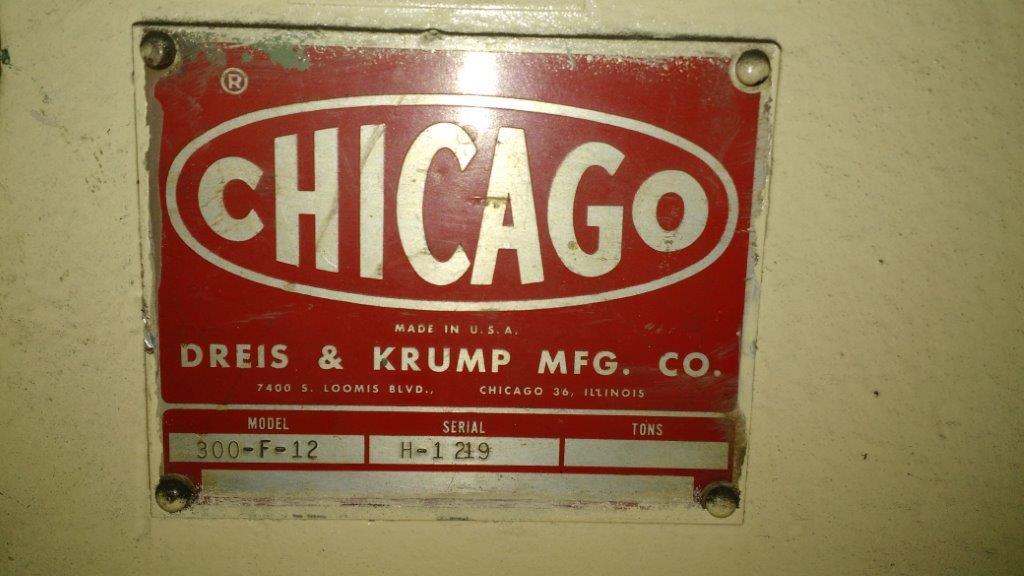 ®
CHICAGO
MADE IN U.S.A.
DREIS & KRUMP MFG. CO.
7400 S. LOOMIS BLVD., CHICAGO 36, ILLINOIS
MODEL SERIAL TONS
300-F-12 H-1219